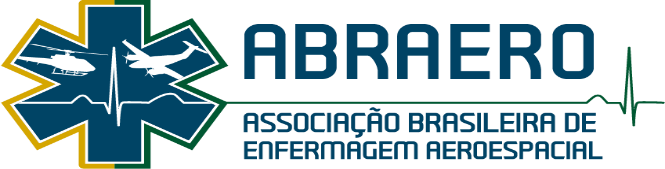 ABRAERO
ASSOCIAÇÃO BRASILEIRA DE
ENFERMAGEM AEROESPACIAL